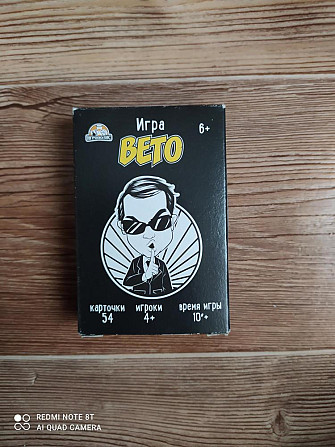 Игра
6+
ВЕТО
карточки
54
игроки
4+
время игры
10'+
REDMI NOTE 8T
AI QUAD CAMERA